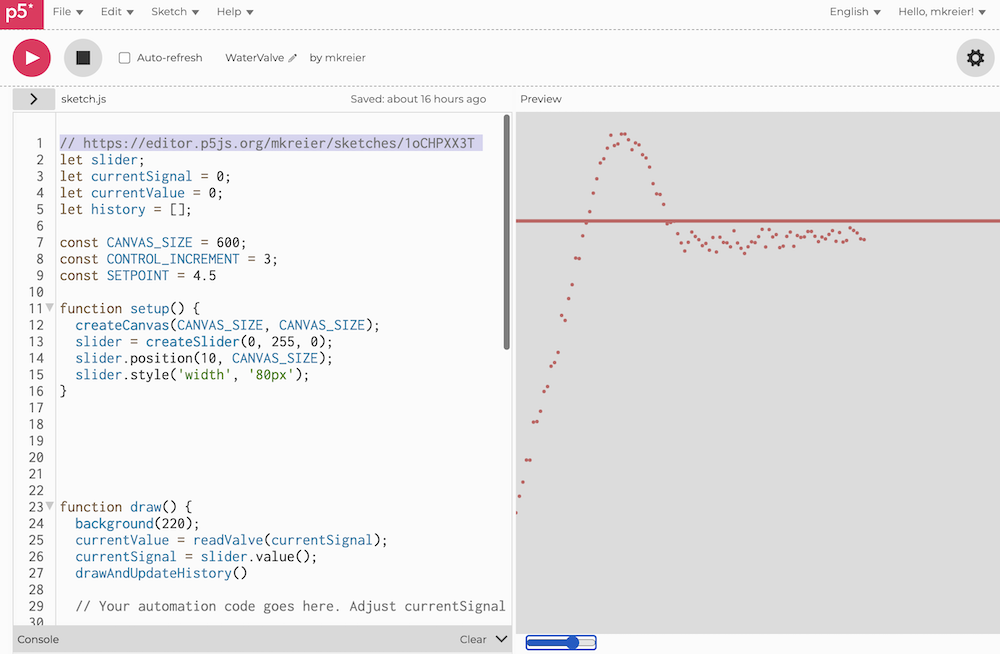 p5* File Edit Sketch Help English Hello, mkreier!
Auto-refresh WaterValve by mkreier
sketch.js Saved: about 16 hours ago Preview
1 // https://editor.p5js.org/mkreier/sketches/1oCHPXX3T
2 let slider;
3 let currentSignal = 0;
4 let currentValue = 0;
5 let history = [];
6
7 const CANVAS_SIZE = 600;
8 const CONTROL_INCREMENT = 3;
9 const SETPOINT = 4.5
10
11 function setup() {
12 createCanvas(CANVAS_SIZE, CANVAS_SIZE);
13 slider = createSlider(0, 255, 0);
14 slider.position(10, CANVAS_SIZE);
15 slider.style('width', '80px');
16 }
17
18
19
20
21
22
23 function draw() {
24 background(220);
25 currentValue = readValve(currentSignal);
26 currentSignal = slider.value();
27 drawAndUpdateHistory()
28
29 // Your automation code goes here. Adjust currentSignal
30
Console Clear